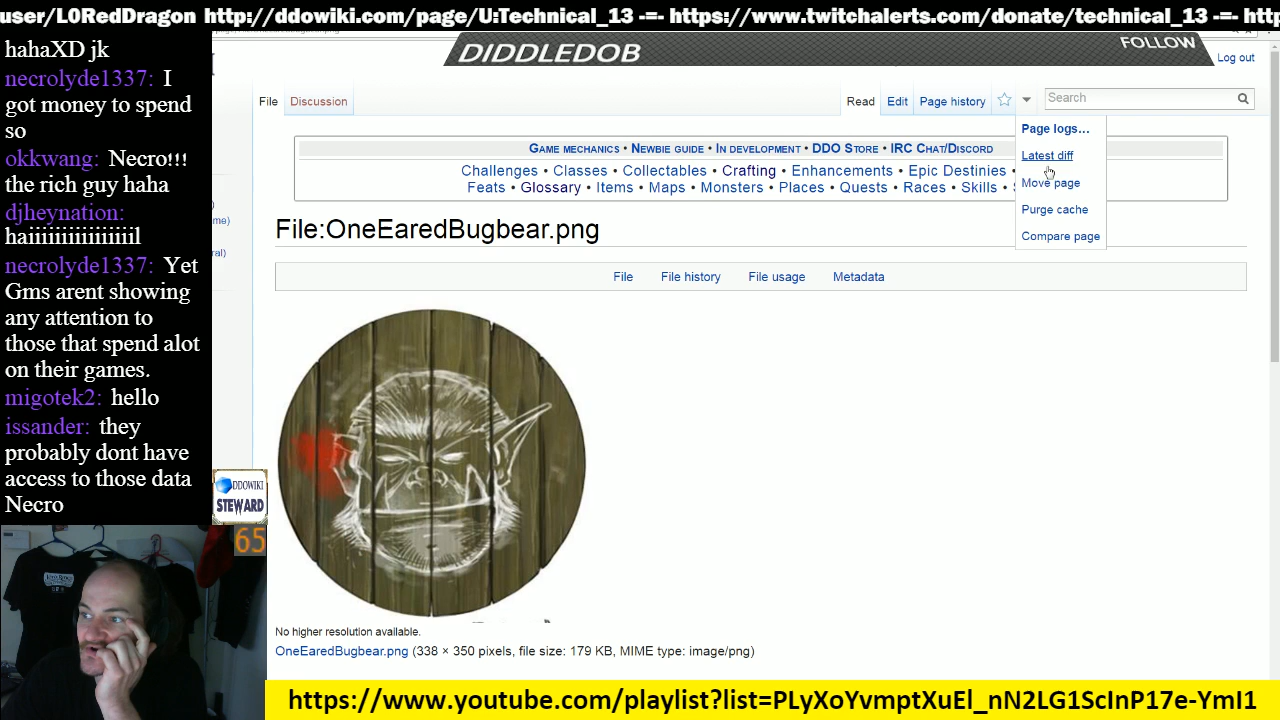 user/L0RedDragon http://ddowiki.com/page/U:Technical_13 -=- https://www.twitchalerts.com/donate/technical_13 -=- http
hahaXD jk
necrolyde1337: I
got money to spend
so
okkwang: Necro!!!
the rich guy haha
djheynation:
haiiiiiiiiiiiiiiil
necrolyde1337: Yet
Gms arent showing
any attention to
those that spend alot
on their games.
migotek2: hello
issander: they
probably dont have
access to those data
Necro
DDOWIKI
STEWARD
65
DIDDLEDOB
FOLLOW
Log out
File
Discussion
Read
Edit
Page history
Search
Page logs...
Latest diff
Move page
Purge cache
Compare page
Game mechanics • Newbie guide • In development • DDO Store • IRC Chat/Discord
Challenges • Classes • Collectables • Crafting • Enhancements • Epic Destinies •
Feats • Glossary • Items • Maps • Monsters • Places • Quests • Races • Skills •
File:OneEaredBugbear.png
File
File history
File usage
Metadata
No higher resolution available.
OneEaredBugbear.png (338 × 350 pixels, file size: 179 KB, MIME type: image/png)
https://www.youtube.com/playlist?list=PLyXoYvmptXuEl_nN2LG1ScInP17e-YmI1